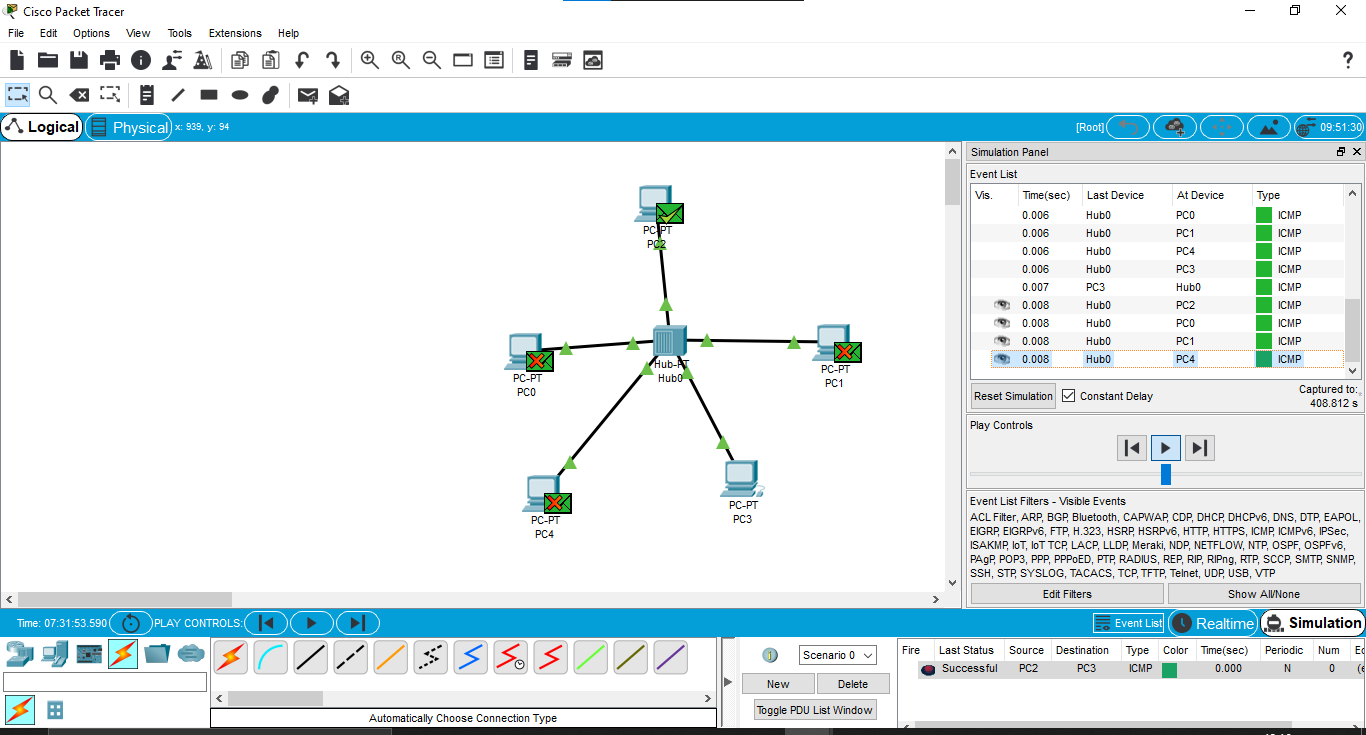 Cisco Packet Tracer
File Edit Options View Tools Extensions Help
?
Logical Physical x: 939, y: 94 [Root] 09:51:30
Simulation Panel
Event List
Vis. Time(sec) Last Device At Device Type
0.006 Hub0 PC0 ICMP
0.006 Hub0 PC1 ICMP
0.006 Hub0 PC4 ICMP
0.006 Hub0 PC3 ICMP
0.007 PC3 Hub0 ICMP
0.008 Hub0 PC2 ICMP
0.008 Hub0 PC0 ICMP
0.008 Hub0 PC1 ICMP
0.008 Hub0 PC4 ICMP
Reset Simulation Constant Delay Captured to:
408.812 s
Play Controls
Event List Filters - Visible Events
ACL Filter, ARP, BGP, Bluetooth, CAPWAP, CDP, DHCP, DHCPv6, DNS, DTP, EAPOL,
EIGRP, EIGRPv6, FTP, H.323, HSRP, HSRPv6, HTTP, HTTPS, ICMP, ICMPv6, IPSec,
ISAKMP, IoT, IoT TCP, LACP, LLDP, Meraki, NDP, NETFLOW, NTP, OSPF, OSPFv6,
PAgP, POP3, PPP, PPPoED, PTP, RADIUS, REP, RIP, RIPng, RTP, SCCP, SMTP, SNMP,
SSH, STP, SYSLOG, TACACS, TCP, TFTP, Telnet, UDP, USB, VTP
Edit Filters Show All/None
PC-PT
PC2
PC-PT
PC0
Hub-PT
Hub0
PC-PT
PC1
PC-PT
PC4
PC-PT
PC3
Time: 07:31:53.590 PLAY CONTROLS: Event List Realtime Simulation
Scenario 0
New Delete
Toggle PDU List Window
Automatically Choose Connection Type
Fire Last Status Source Destination Type Color Time(sec) Periodic Num
Successful PC2 PC3 ICMP 0.000 N 0